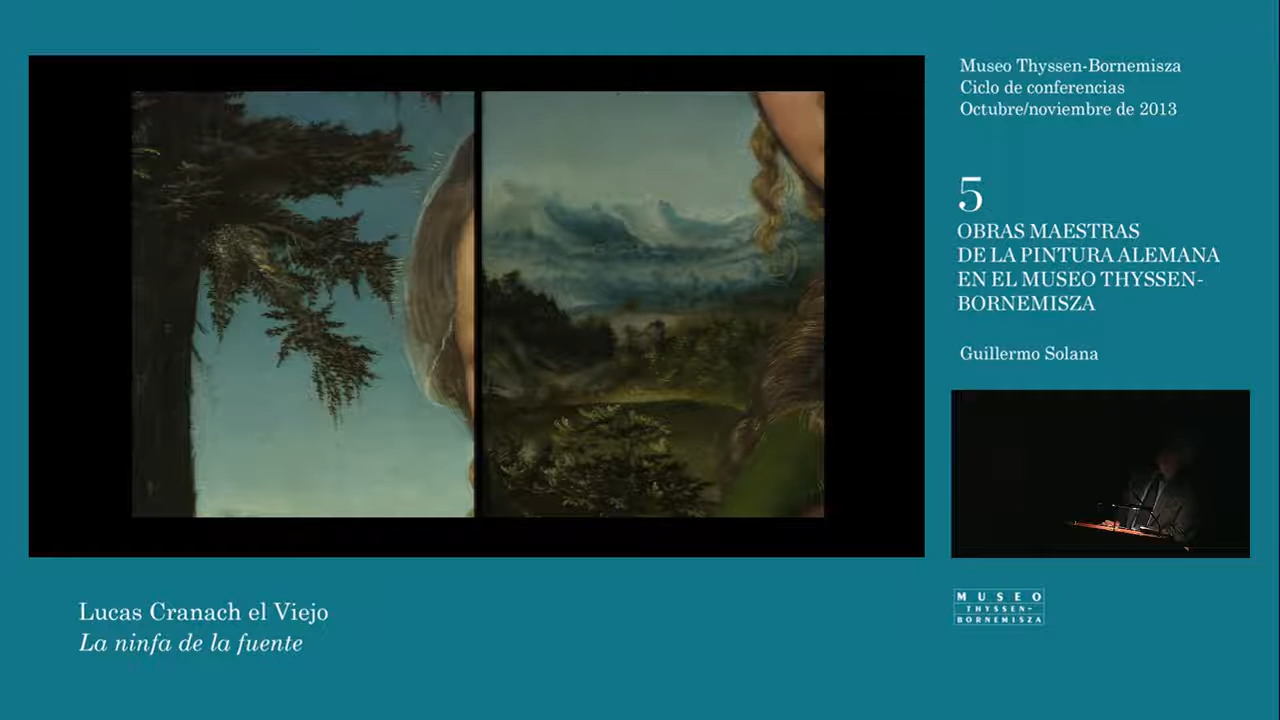 Museo Thyssen-Bornemisza
Ciclo de conferencias
Octubre/noviembre de 2013
5
OBRAS MAESTRAS
DE LA PINTURA ALEMANA
EN EL MUSEO THYSSEN-
BORNEMISZA
Guillermo Solana
Lucas Cranach el Viejo
La ninfa de la fuente
MUSEO
THYSSEN-
BORNEMISZA